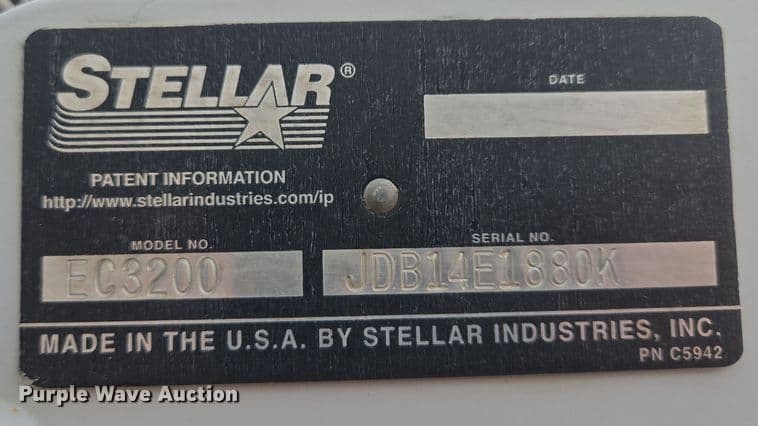 STELLAR®
DATE
PATENT INFORMATION
http://www.stellarindustries.com/ip
MODEL NO.
SERIAL NO.
EC3200
JDB14E1880K
MADE IN THE U.S.A. BY STELLAR INDUSTRIES, INC.
PN C5942
Purple Wave Auction